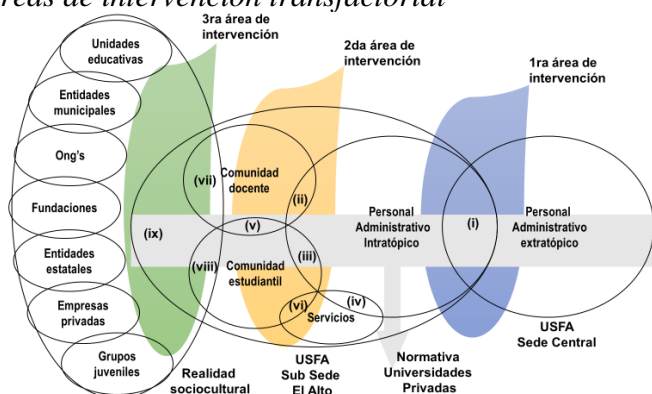 reas de intervención transfactorial
3ra área de
intervención
2da área de
intervención
1ra área de
intervención
Unidades
educativas
Entidades
municipales
Ong's
Fundaciones
Entidades
estatales
Empresas
privadas
Grupos
juveniles
(vii)
Comunidad
docente
(ii)
(v)
(ix)
(iii)
(viii)
Comunidad
estudiantil
(vi)
(iv)
Servicios
Personal
Administrativo
Intratópico
(i)
Personal
Administrativo
extratópico
Realidad
sociocultural
USFA
Sub Sede
El Alto
Normativa
Universidades
Privadas
USFA
Sede Central